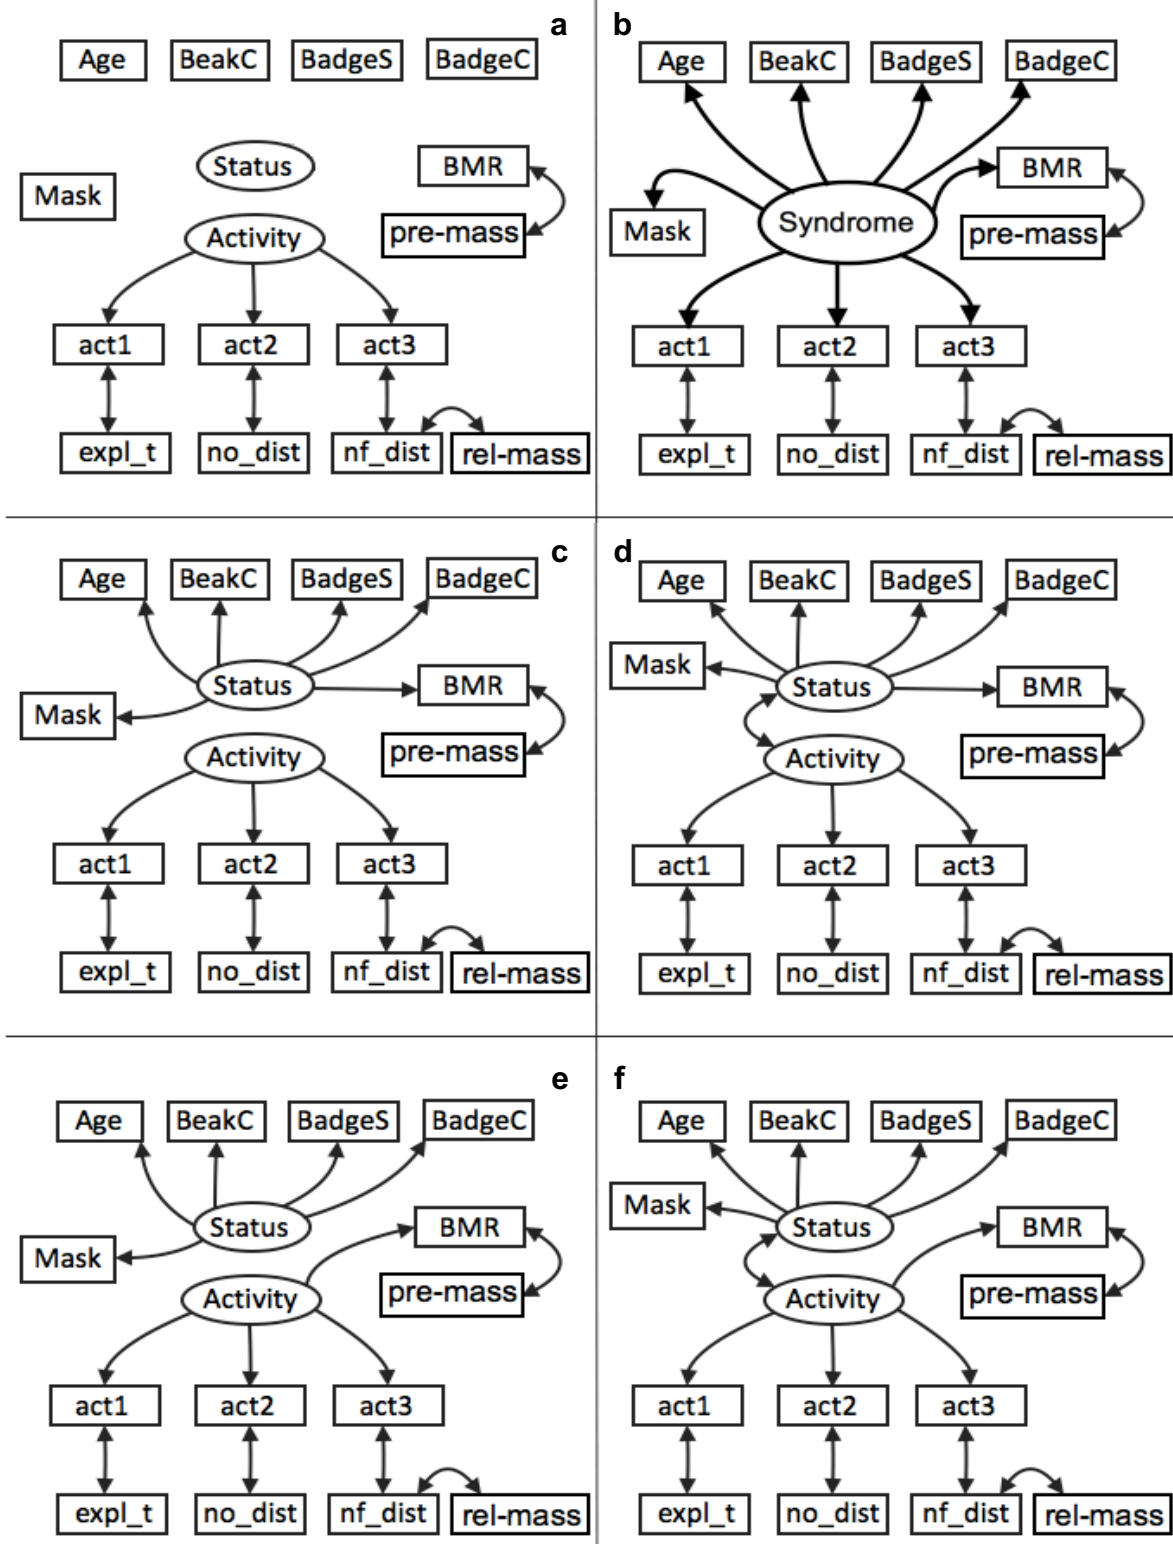 a
Age BeakC BadgeS BadgeC
Status
BMR
Mask
pre-mass
Activity
act1 act2 act3
expl_t no_dist nf_dist rel-mass
b
Age BeakC BadgeS BadgeC
BMR
Mask
Syndrome
pre-mass
act1 act2 act3
expl_t no_dist nf_dist rel-mass
c
Age BeakC BadgeS BadgeC
Status
BMR
Mask
pre-mass
Activity
act1 act2 act3
expl_t no_dist nf_dist rel-mass
d
Age BeakC BadgeS BadgeC
Mask
Status
BMR
pre-mass
Activity
act1 act2 act3
expl_t no_dist nf_dist rel-mass
e
Age BeakC BadgeS BadgeC
Status
BMR
Mask
pre-mass
Activity
act1 act2 act3
expl_t no_dist nf_dist rel-mass
f
Age BeakC BadgeS BadgeC
Mask
Status
BMR
pre-mass
Activity
act1 act2 act3
expl_t no_dist nf_dist rel-mass